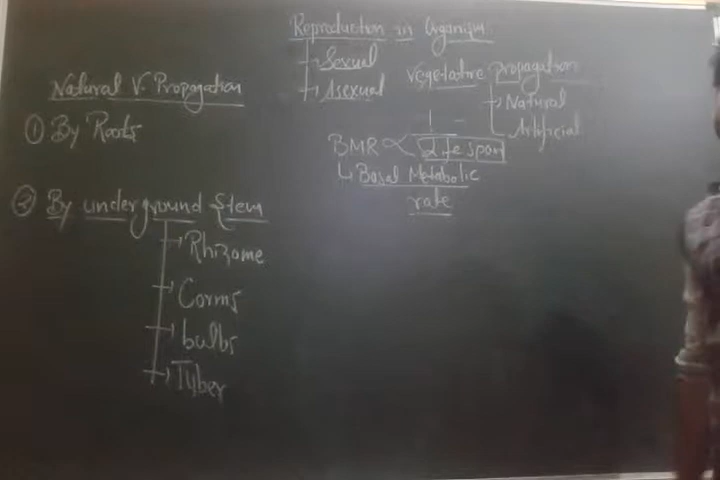 Reproduction in Organism
Sexual
Asexual
Vegetative propagation
Natural
Artificial
BMR ∝ 1 / Life span
Basal Metabolic
rate
Natural V. Propagation
① By Roots
② By underground Stem
Rhizome
Corms
bulbs
Tuber